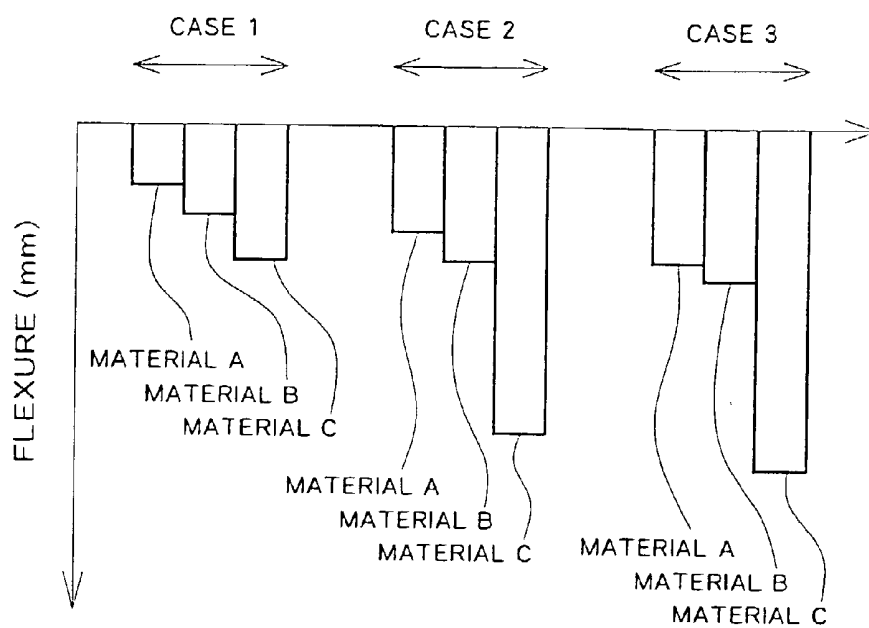 CASE 1
CASE 2
CASE 3
FLEXURE (mm)
MATERIAL A
MATERIAL B
MATERIAL C
MATERIAL A
MATERIAL B
MATERIAL C
MATERIAL A
MATERIAL B
MATERIAL C